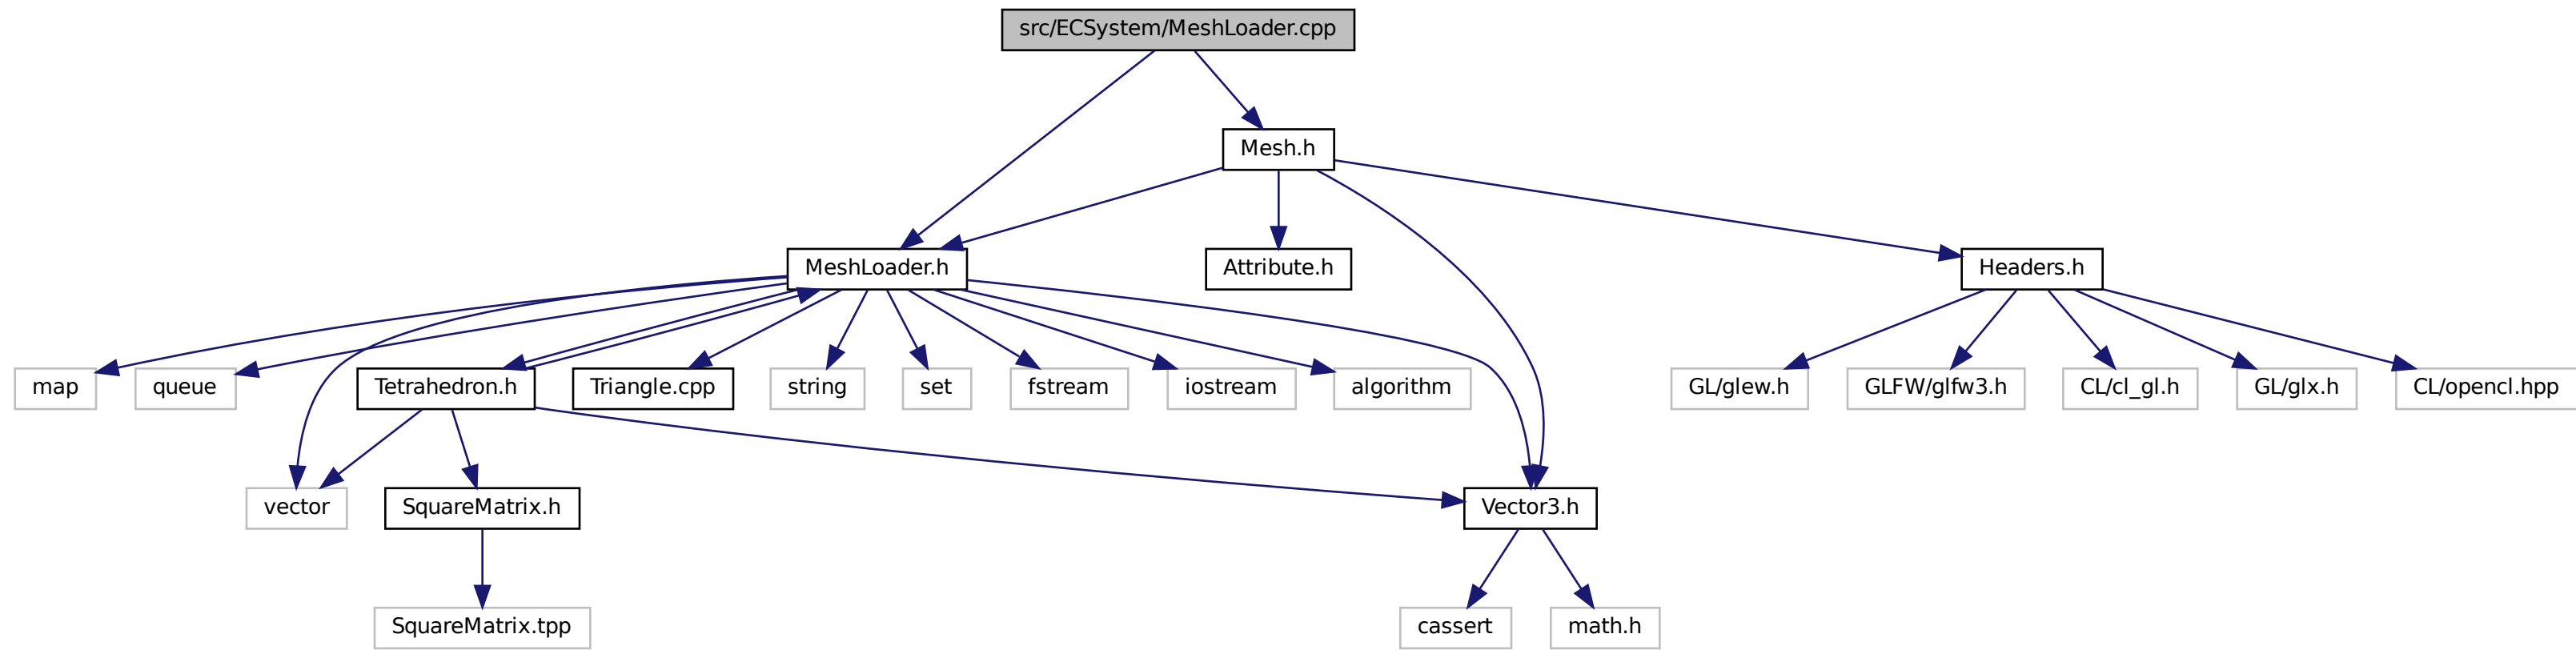 src/ECSystem/MeshLoader.cpp
Mesh.h
MeshLoader.h
Attribute.h
Headers.h
map
queue
Tetrahedron.h
Triangle.cpp
string
set
fstream
iostream
algorithm
GL/glew.h
GLFW/glfw3.h
CL/cl_gl.h
GL/glx.h
CL/opencl.hpp
vector
SquareMatrix.h
Vector3.h
SquareMatrix.tpp
cassert
math.h